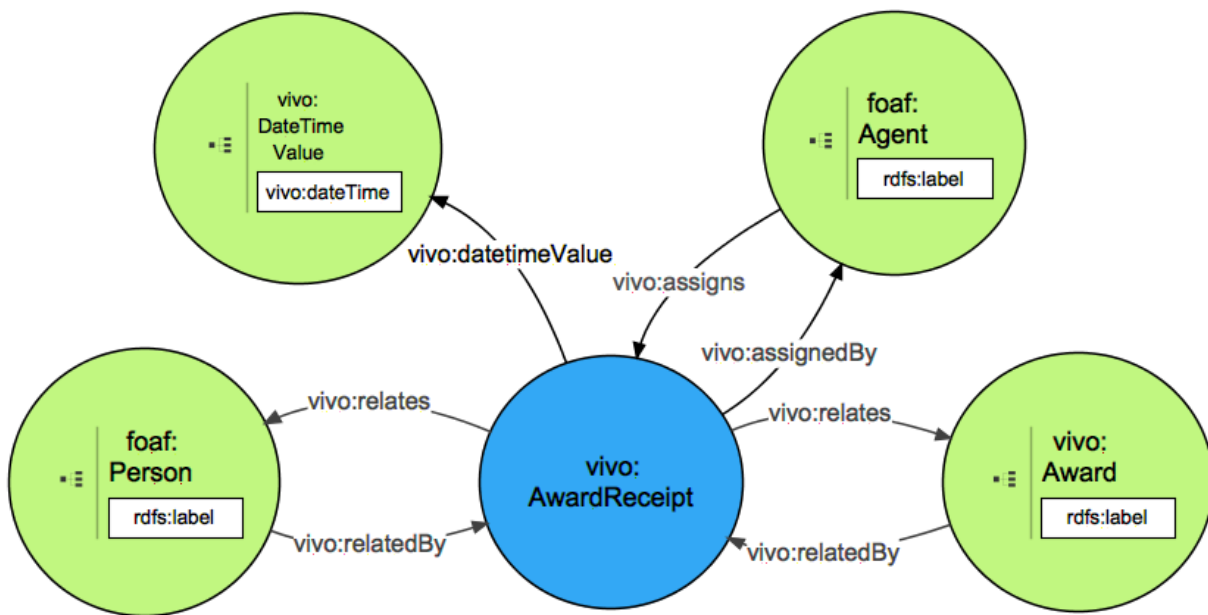 vivo:
DateTime
Value
vivo:dateTime
foaf:
Agent
rdfs:label
vivo:datetimeValue
vivo:assigns
vivo:assignedBy
vivo:relates
vivo:relates
foaf:
Person
rdfs:label
vivo:
AwardReceipt
vivo:
Award
rdfs:label
vivo:relatedBy
vivo:relatedBy